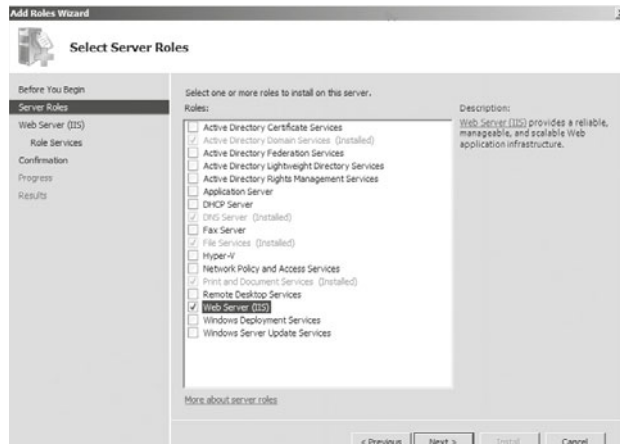 Add Roles Wizard
Select Server Roles
Before You Begin
Server Roles
Web Server (IIS)
Role Services
Confirmation
Progress
Results
Select one or more roles to install on this server.
Roles:
Active Directory Certificate Services
Active Directory Domain Services (Installed)
Active Directory Federation Services
Active Directory Lightweight Directory Services
Active Directory Rights Management Services
Application Server
DHCP Server
DNS Server (Installed)
Fax Server
File Services (Installed)
Hyper-V
Network Policy and Access Services
Print and Document Services (Installed)
Remote Desktop Services
Web Server (IIS)
Windows Deployment Services
Windows Server Update Services
More about server roles
Description:
Web Server (IIS) provides a reliable,
manageable, and scalable Web
application infrastructure.
< Previous
Next >
Install
Cancel